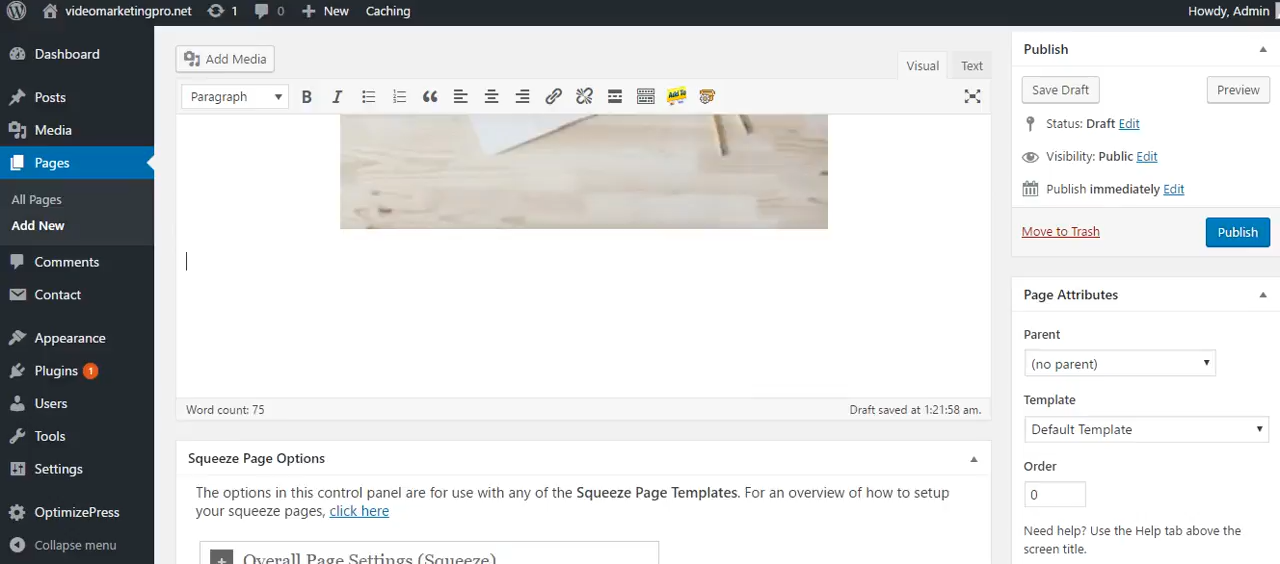 videomarketingpro.net 1 0 New Caching Howdy, Admin
Dashboard
Posts
Media
Pages
All Pages
Add New
Comments
Contact
Appearance
Plugins 1
Users
Tools
Settings
OptimizePress
Collapse menu
Add Media
Visual Text
Paragraph B I Add To
Word count: 75 Draft saved at 1:21:58 am.
Squeeze Page Options
The options in this control panel are for use with any of the Squeeze Page Templates. For an overview of how to setup
your squeeze pages, click here
Overall Page Settings (Squeeze)
Publish
Save Draft Preview
Status: Draft Edit
Visibility: Public Edit
Publish immediately Edit
Move to Trash Publish
Page Attributes
Parent
(no parent)
Template
Default Template
Order
0
Need help? Use the Help tab above the
screen title.